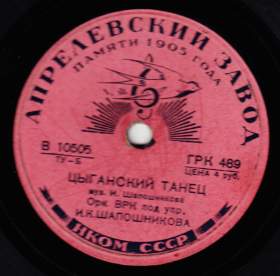 АПРЕЛЕВСКИЙ ЗАВОД
ПАМЯТИ 1905 ГОДА
В 10505
ТУ-Б
ГРК 489
ЦЕНА 4 руб.
ЦЫГАНСКИЙ ТАНЕЦ
муз. И. Шапошникова
Орк. ВРК под упр.
И.К.ШАПОШНИКОВА
НКОМ СССР